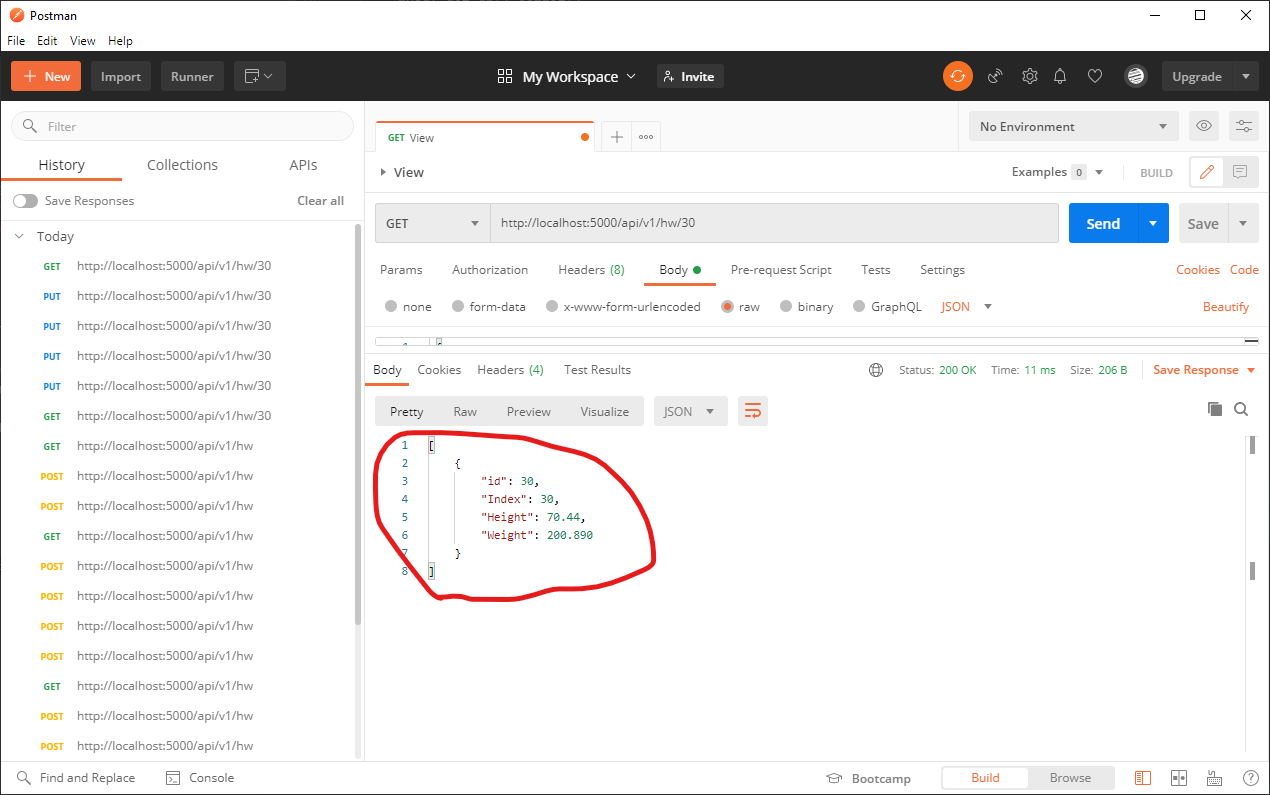 Postman
File Edit View Help
New Import Runner My Workspace Invite Upgrade
Filter
History Collections APIs
Save Responses Clear all
Today
GET http://localhost:5000/api/v1/hw/30
PUT http://localhost:5000/api/v1/hw/30
PUT http://localhost:5000/api/v1/hw/30
PUT http://localhost:5000/api/v1/hw/30
PUT http://localhost:5000/api/v1/hw/30
GET http://localhost:5000/api/v1/hw/30
GET http://localhost:5000/api/v1/hw
POST http://localhost:5000/api/v1/hw
POST http://localhost:5000/api/v1/hw
GET http://localhost:5000/api/v1/hw
POST http://localhost:5000/api/v1/hw
POST http://localhost:5000/api/v1/hw
POST http://localhost:5000/api/v1/hw
POST http://localhost:5000/api/v1/hw
GET http://localhost:5000/api/v1/hw
POST http://localhost:5000/api/v1/hw
POST http://localhost:5000/api/v1/hw
GET View
No Environment
View Examples 0 BUILD
GET http://localhost:5000/api/v1/hw/30 Send Save
Params Authorization Headers (8) Body Pre-request Script Tests Settings Cookies Code
none form-data x-www-form-urlencoded raw binary GraphQL JSON Beautify
Body Cookies Headers (4) Test Results Status: 200 OK Time: 11 ms Size: 206 B Save Response
Pretty Raw Preview Visualize JSON
1 [
2 {
3 "id": 30,
4 "Index": 30,
5 "Height": 70.44,
6 "Weight": 200.890
7 }
8 ]
Find and Replace Console Bootcamp Build Browse